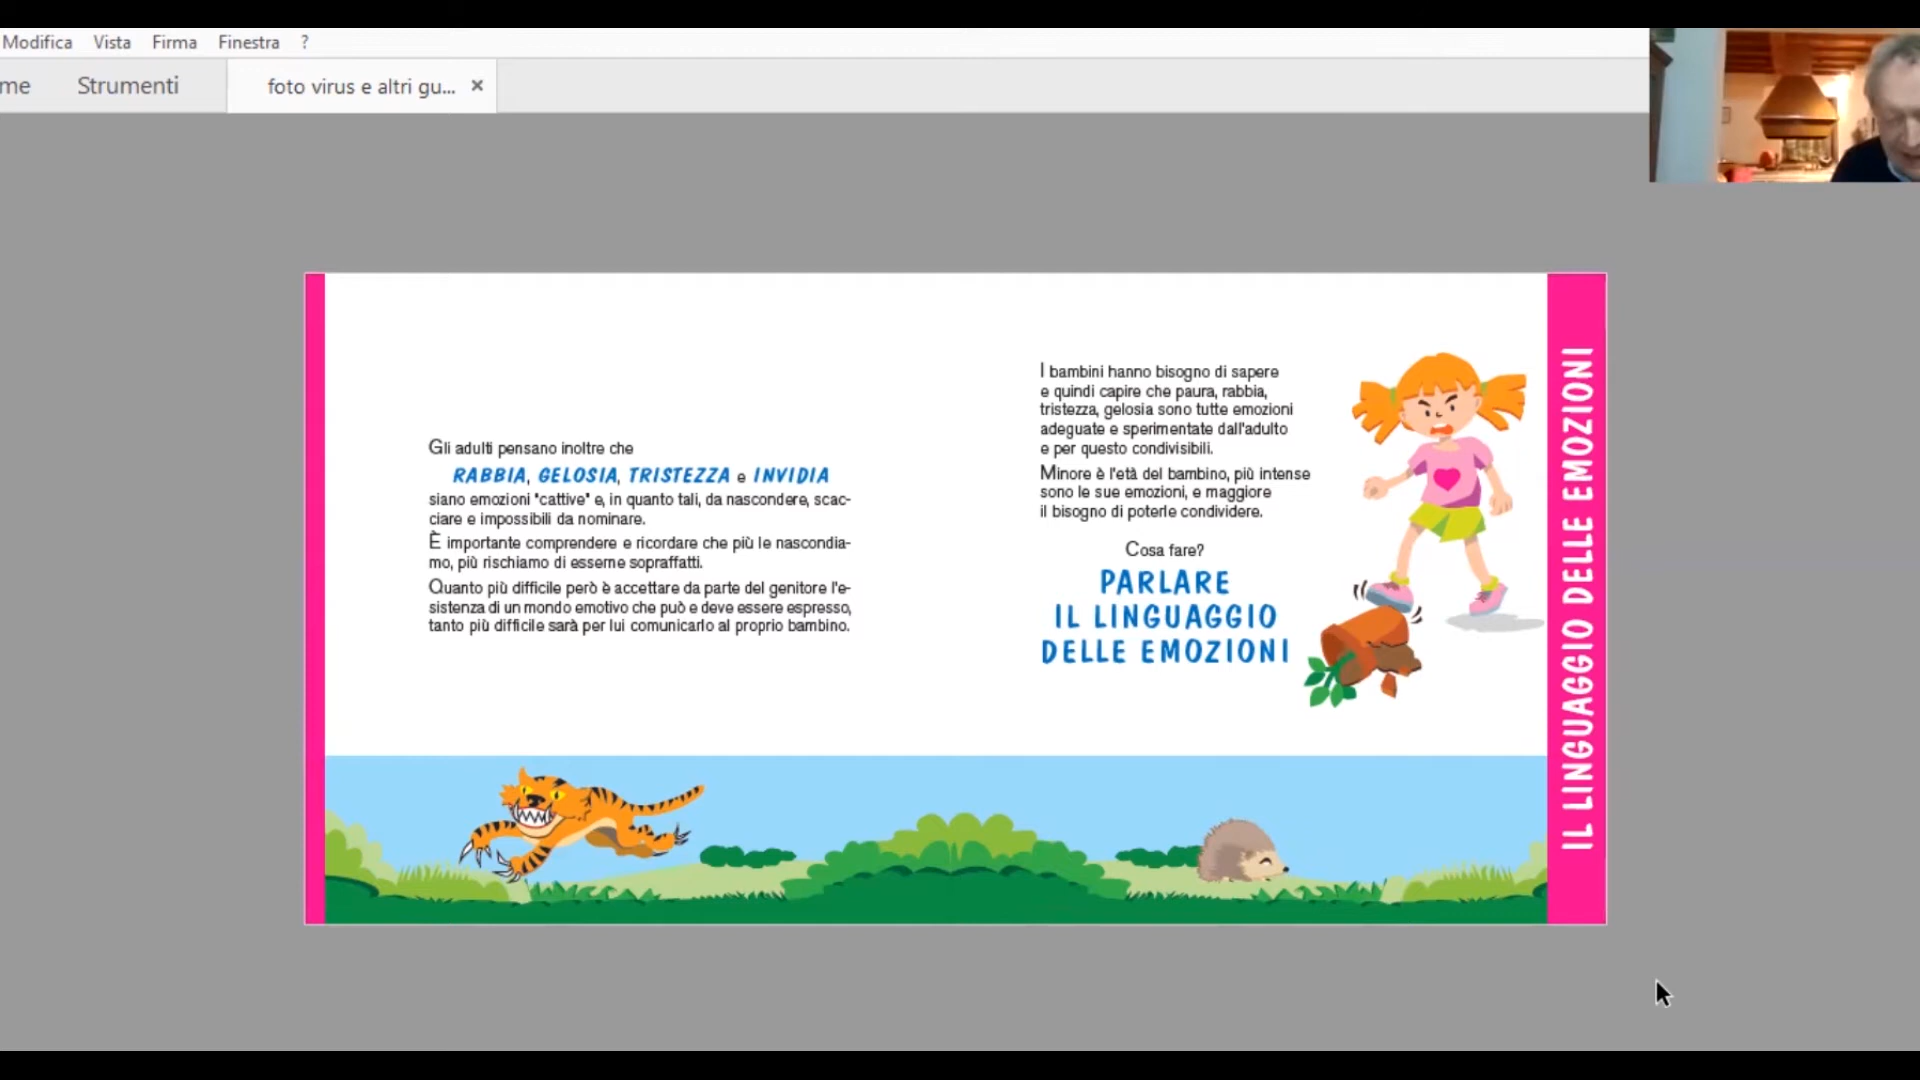 Modifica Vista Firma Finestra ?
me Strumenti foto virus e altri gu... ×
Gli adulti pensano inoltre che
RABBIA, GELOSIA, TRISTEZZA e INVIDIA
siano emozioni "cattive" e, in quanto tali, da nascondere, scac-
ciare e impossibili da nominare.
È importante comprendere e ricordare che più le nascondia-
mo, più rischiamo di esserne sopraffatti.
Quanto più difficile però è accettare da parte del genitore l'e-
sistenza di un mondo emotivo che può e deve essere espresso,
tanto più difficile sarà per lui comunicarlo al proprio bambino.
I bambini hanno bisogno di sapere
e quindi capire che paura, rabbia,
tristezza, gelosia sono tutte emozioni
adeguate e sperimentate dall'adulto
e per questo condivisibili.
Minore è l'età del bambino, più intense
sono le sue emozioni, e maggiore
il bisogno di poterle condividere.
Cosa fare?
PARLARE
IL LINGUAGGIO
DELLE EMOZIONI
IL LINGUAGGIO DELLE EMOZIONI